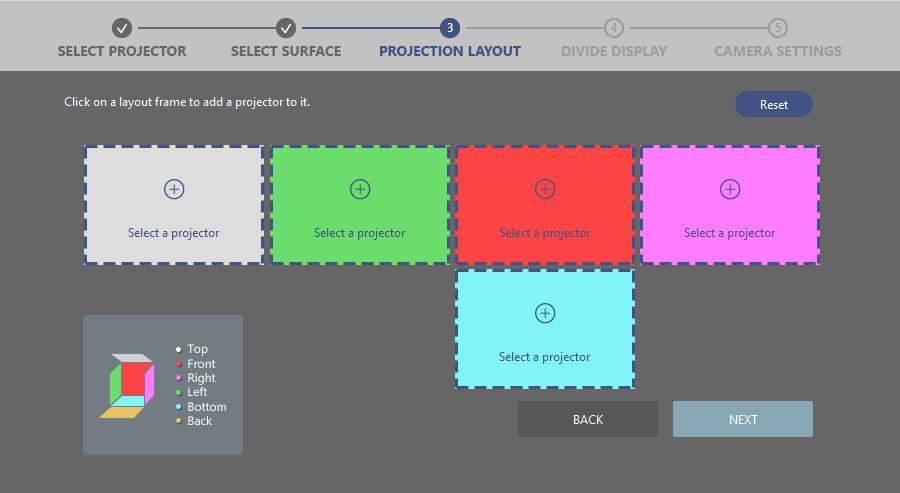 3
4
5
SELECT PROJECTOR
SELECT SURFACE
PROJECTION LAYOUT
DIVIDE DISPLAY
CAMERA SETTINGS
Click on a layout frame to add a projector to it.
Reset
Select a projector
Select a projector
Select a projector
Select a projector
Select a projector
Top
Front
Right
Left
Bottom
Back
BACK
NEXT